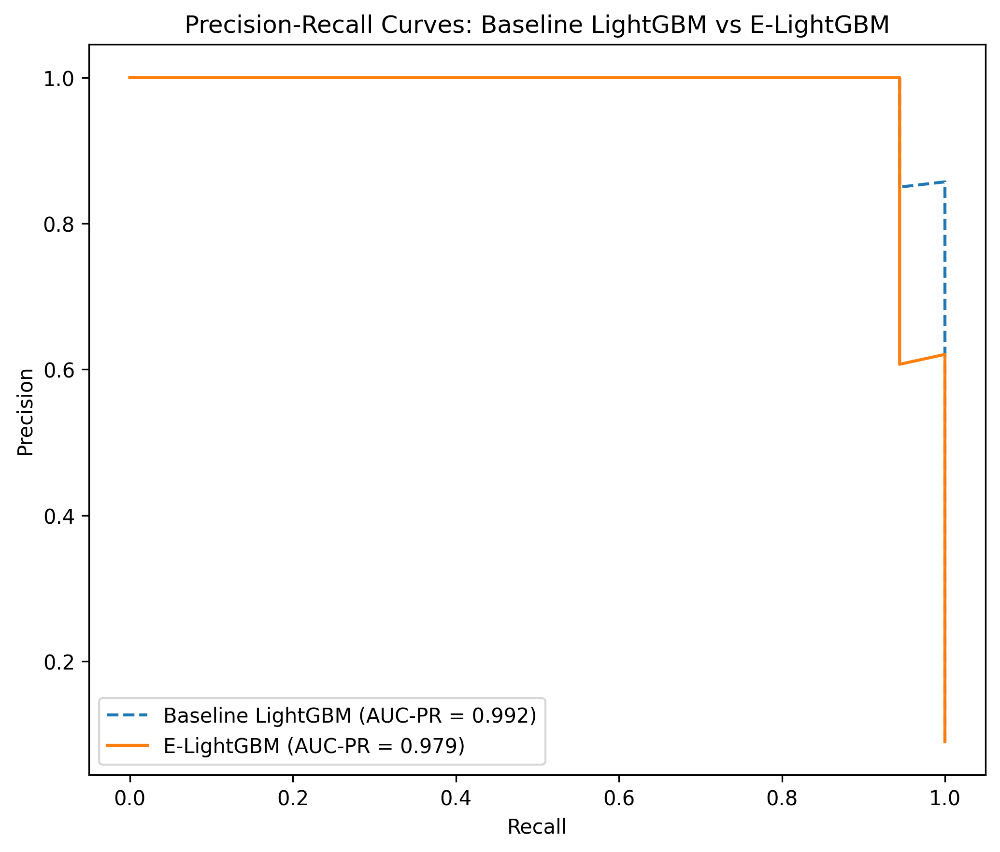 Precision-Recall Curves: Baseline LightGBM vs E-LightGBM
1.0
0.8
0.6
0.4
0.2
Precision
Baseline LightGBM (AUC-PR = 0.992)
E-LightGBM (AUC-PR = 0.979)
0.0 0.2 0.4 0.6 0.8 1.0
Recall